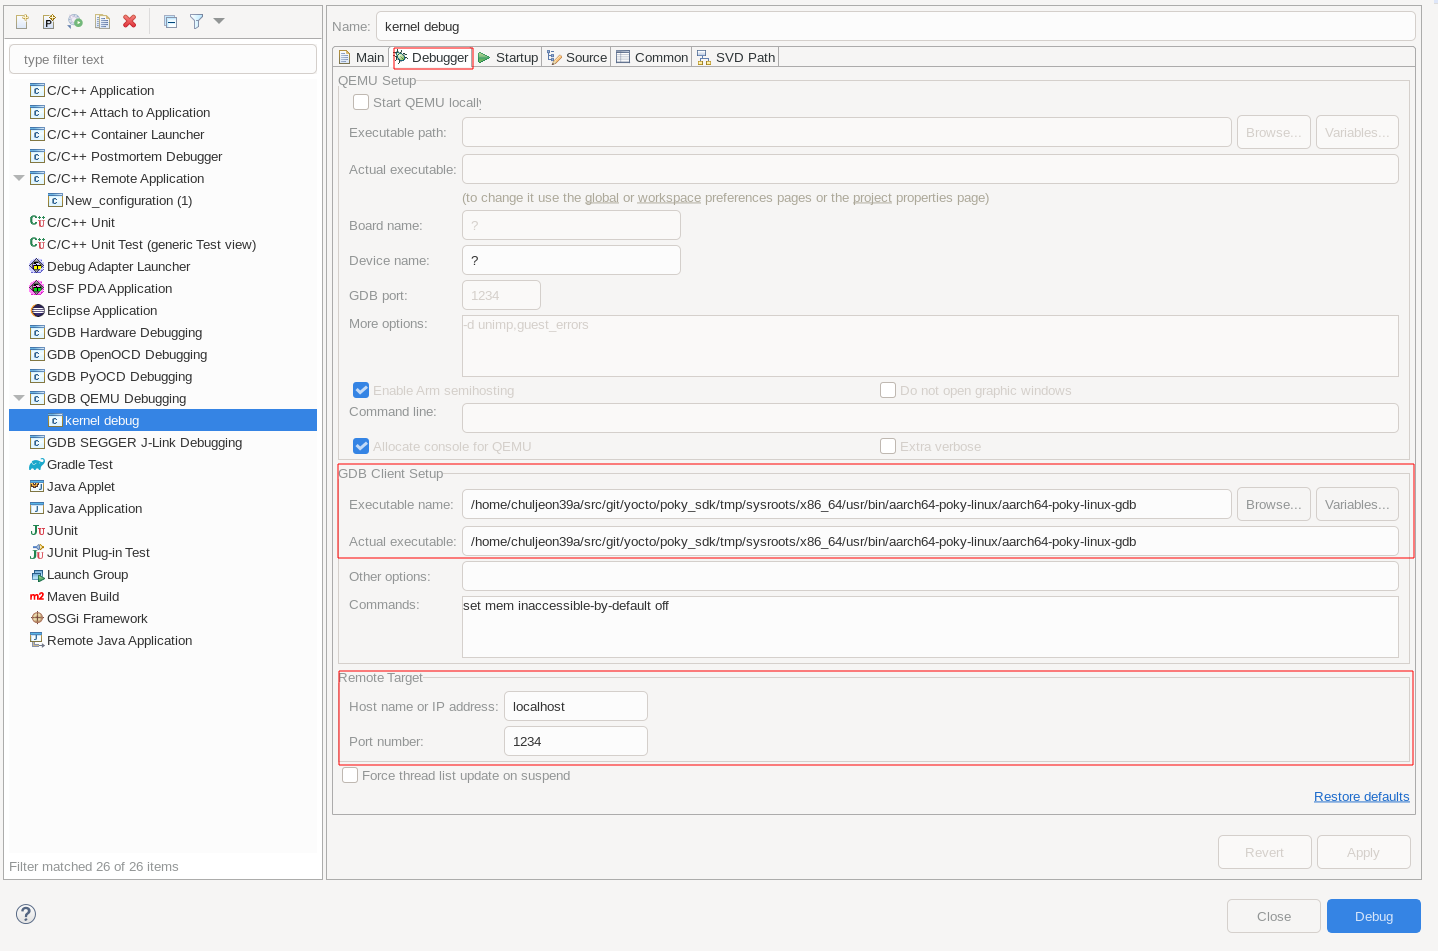 type filter text
C/C++ Application
C/C++ Attach to Application
C/C++ Container Launcher
C/C++ Postmortem Debugger
C/C++ Remote Application
New_configuration (1)
C/C++ Unit
C/C++ Unit Test (generic Test view)
Debug Adapter Launcher
DSF PDA Application
Eclipse Application
GDB Hardware Debugging
GDB OpenOCD Debugging
GDB PyOCD Debugging
GDB QEMU Debugging
kernel debug
GDB SEGGER J-Link Debugging
Gradle Test
Java Applet
Java Application
JUnit
JUnit Plug-in Test
Launch Group
Maven Build
OSGi Framework
Remote Java Application
Filter matched 26 of 26 items
Name: kernel debug
Main Debugger Startup Source Common SVD Path
QEMU Setup
Start QEMU locally
Executable path: Browse... Variables...
Actual executable:
(to change it use the global or workspace preferences pages or the project properties page)
Board name: ?
Device name: ?
GDB port: 1234
More options: -d unimp,guest_errors
Enable Arm semihosting Do not open graphic windows
Command line:
Allocate console for QEMU Extra verbose
GDB Client Setup
Executable name: /home/chuljeon39a/src/git/yocto/poky_sdk/tmp/sysroots/x86_64/usr/bin/aarch64-poky-linux/aarch64-poky-linux-gdb Browse... Variables...
Actual executable: /home/chuljeon39a/src/git/yocto/poky_sdk/tmp/sysroots/x86_64/usr/bin/aarch64-poky-linux/aarch64-poky-linux-gdb
Other options:
Commands: set mem inaccessible-by-default off
Remote Target
Host name or IP address: localhost
Port number: 1234
Force thread list update on suspend
Restore defaults
Revert Apply
Close Debug